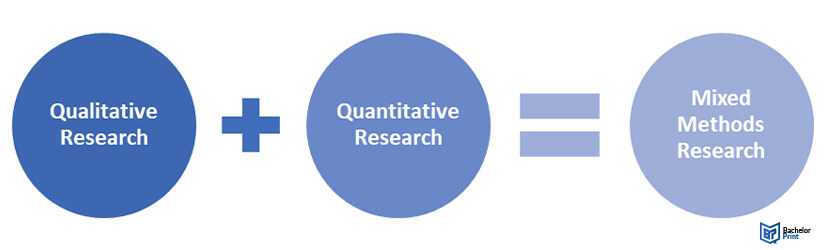 Qualitative
Research
Quantitative
Research
Mixed
Methods
Research
Bachelor
Print